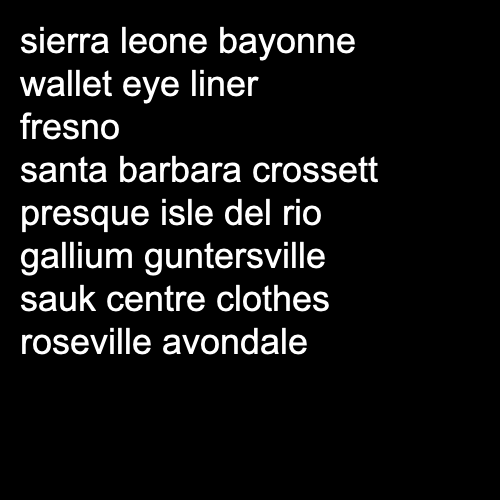 sierra leone bayonne
wallet eye liner
fresno
santa barbara crossett
presque isle del rio
gallium guntersville
sauk centre clothes
roseville avondale